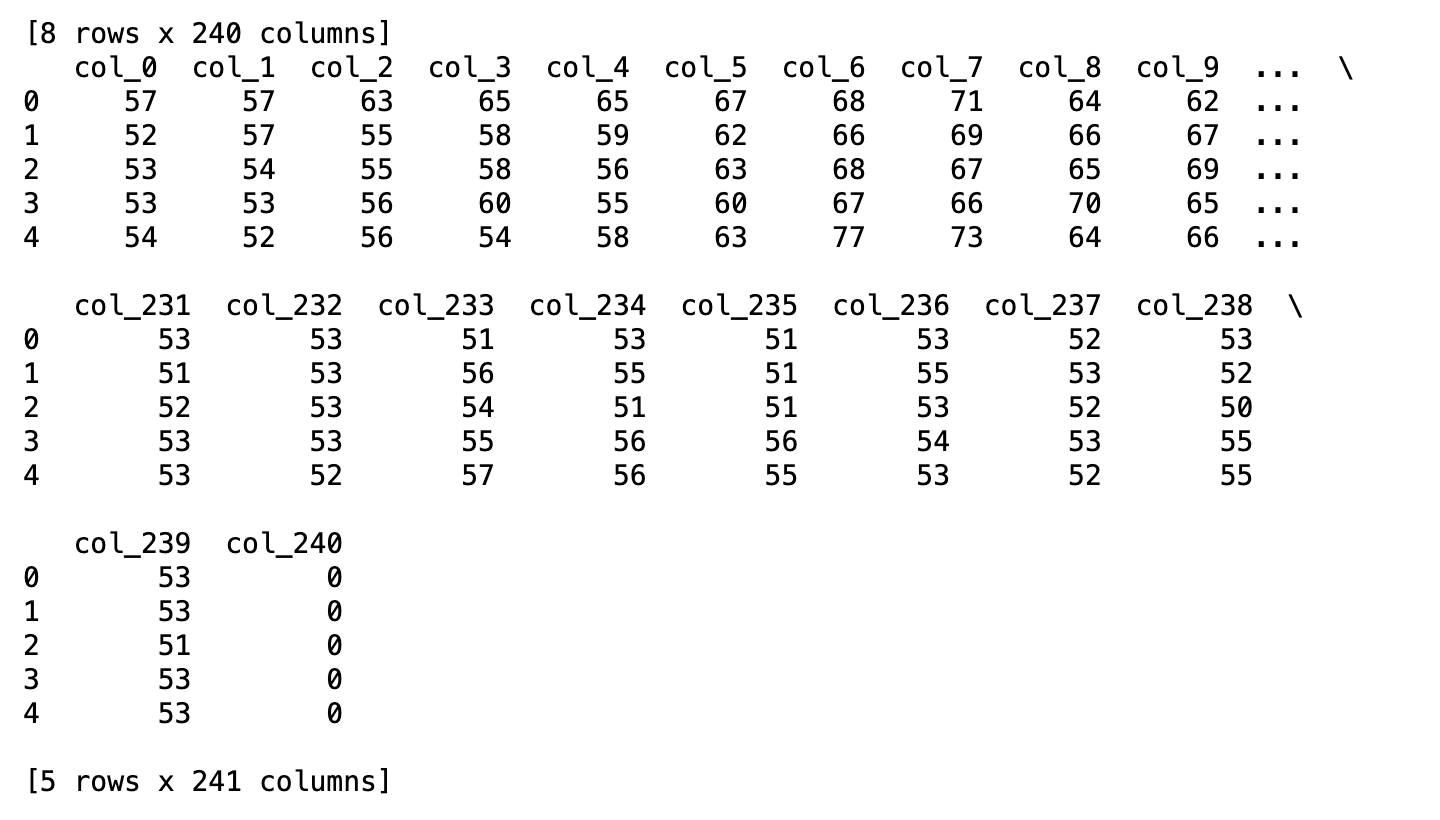 [8 rows x 240 columns]
col_0 col_1 col_2 col_3 col_4 col_5 col_6 col_7 col_8 col_9 ... \
0 57 57 63 65 65 67 68 71 64 62 ...
1 52 57 55 58 59 62 66 69 66 67 ...
2 53 54 55 58 56 63 68 67 65 69 ...
3 53 53 56 60 55 60 67 66 70 65 ...
4 54 52 56 54 58 63 77 73 64 66 ...
col_231 col_232 col_233 col_234 col_235 col_236 col_237 col_238 \
0 53 53 51 53 51 53 52 53
1 51 53 56 55 51 55 53 52
2 52 53 54 51 51 53 52 50
3 53 53 55 56 56 54 53 55
4 53 52 57 56 55 53 52 55
col_239 col_240
0 53 0
1 53 0
2 51 0
3 53 0
4 53 0
[5 rows x 241 columns]